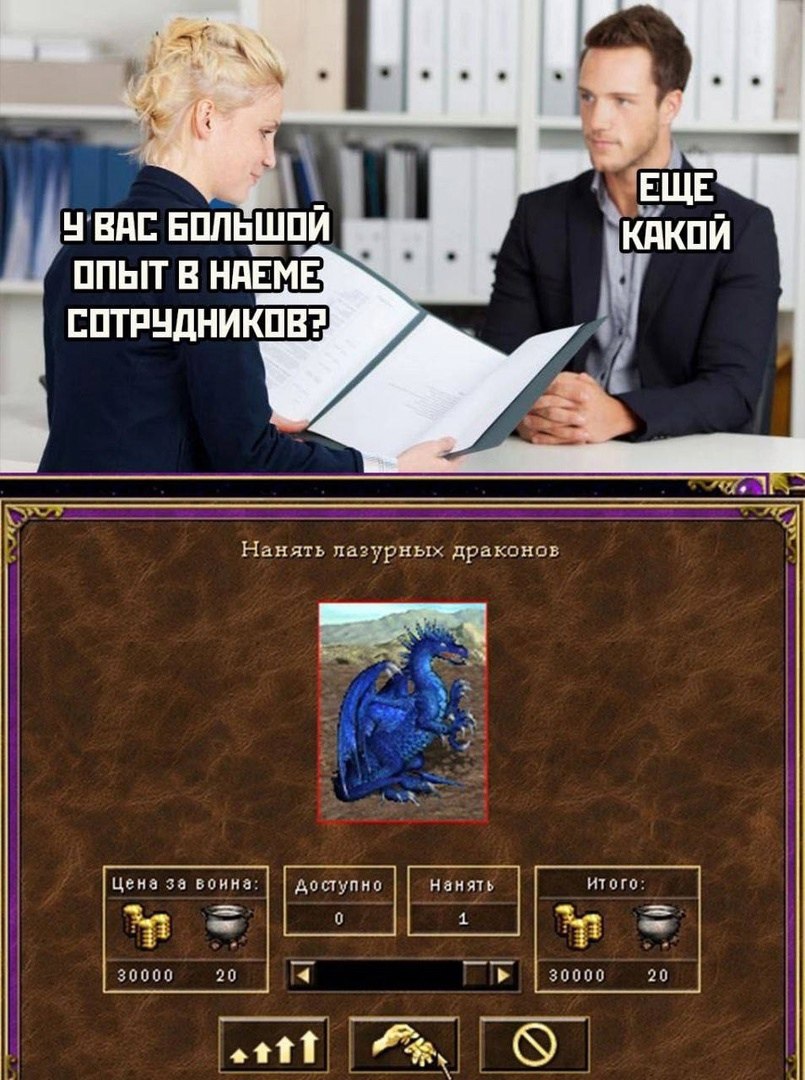 У ВАС БОЛЬШОЙ
ОПЫТ В НАЕМЕ
СОТРУДНИКОВ?
ЕЩЕ
КАКОЙ
Нанять лазурных драконов
Цена за воина:
Доступно
Нанять
Итого:
0
1
30000
20
30000
20